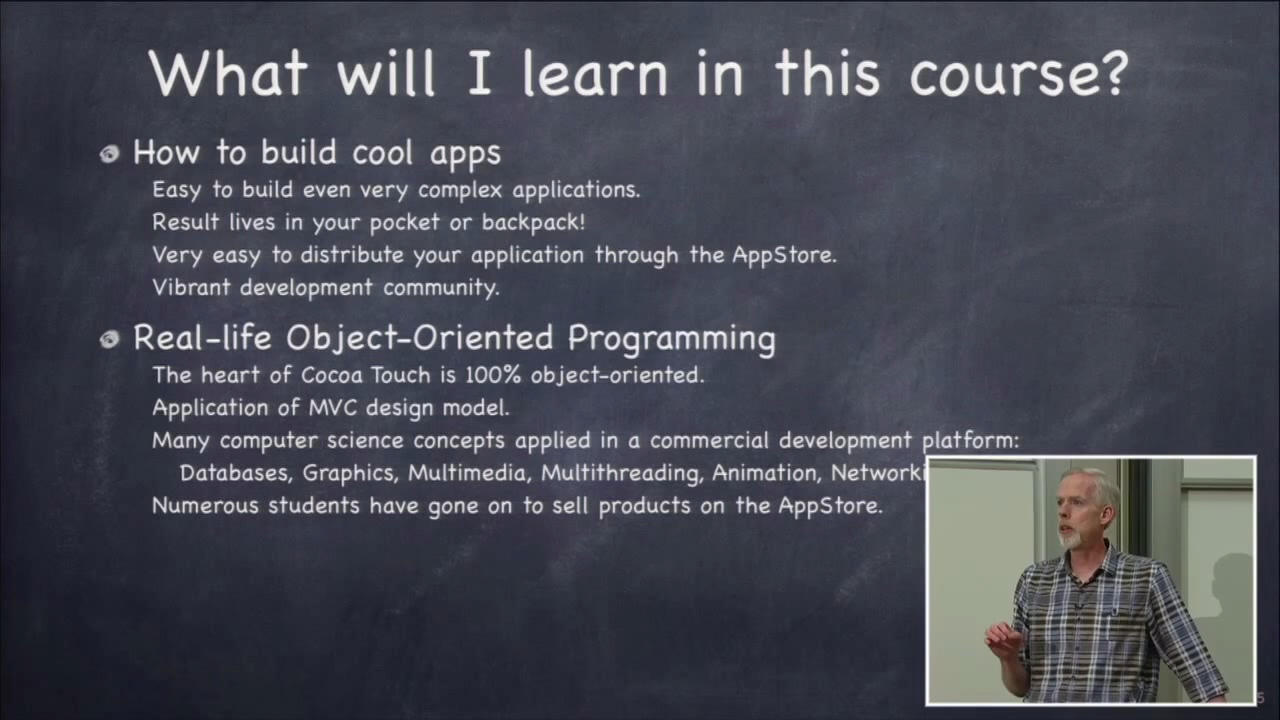 What will I learn in this course?
How to build cool apps
Easy to build even very complex applications.
Result lives in your pocket or backpack!
Very easy to distribute your application through the AppStore.
Vibrant development community.
Real-life Object-Oriented Programming
The heart of Cocoa Touch is 100% object-oriented.
Application of MVC design model.
Many computer science concepts applied in a commercial development platform:
Databases, Graphics, Multimedia, Multithreading, Animation,
Numerous students have gone on to sell products on the AppStore.
5